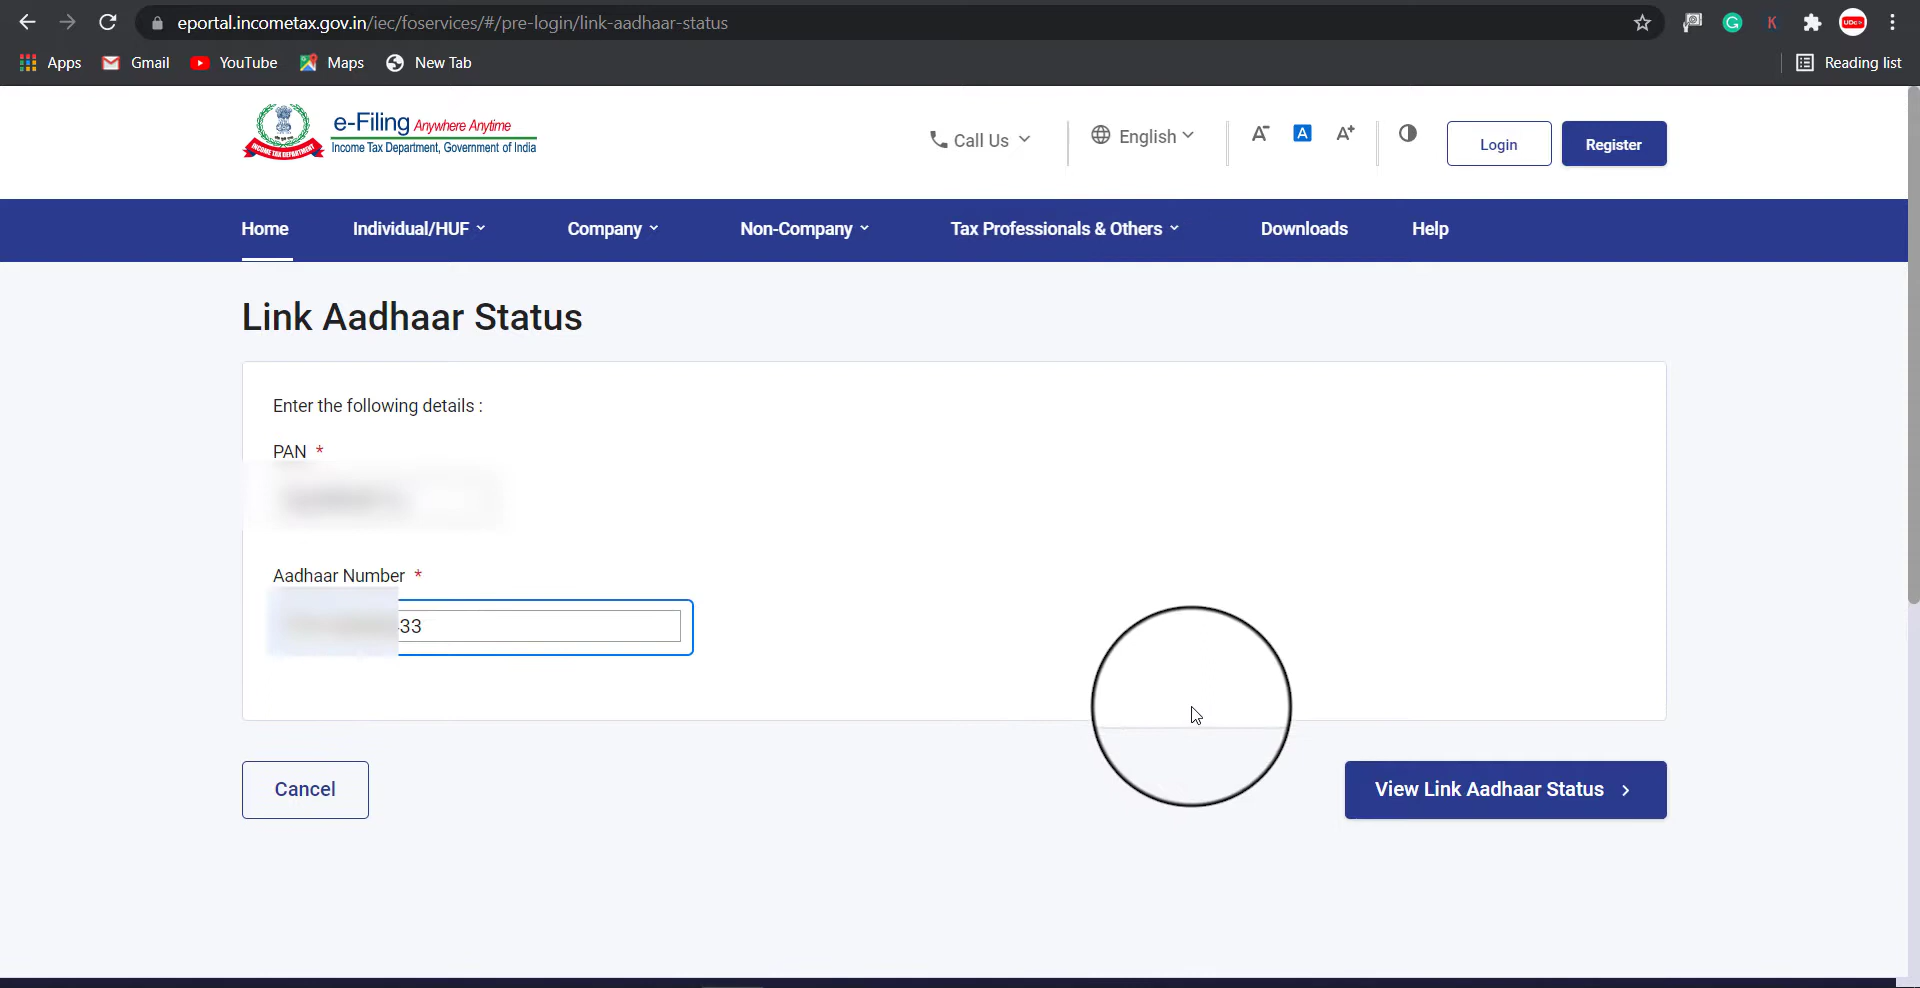 eportal.incometax.gov.in/iec/foservices/#/pre-login/link-aadhaar-status
Apps Gmail YouTube Maps New Tab Reading list
e-Filing Anywhere Anytime
Income Tax Department, Government of India
INCOME TAX DEPARTMENT
Call Us English A- A A+ Login Register
Home Individual/HUF Company Non-Company Tax Professionals & Others Downloads Help
Link Aadhaar Status
Enter the following details :
PAN *
Aadhaar Number *
33
Cancel View Link Aadhaar Status